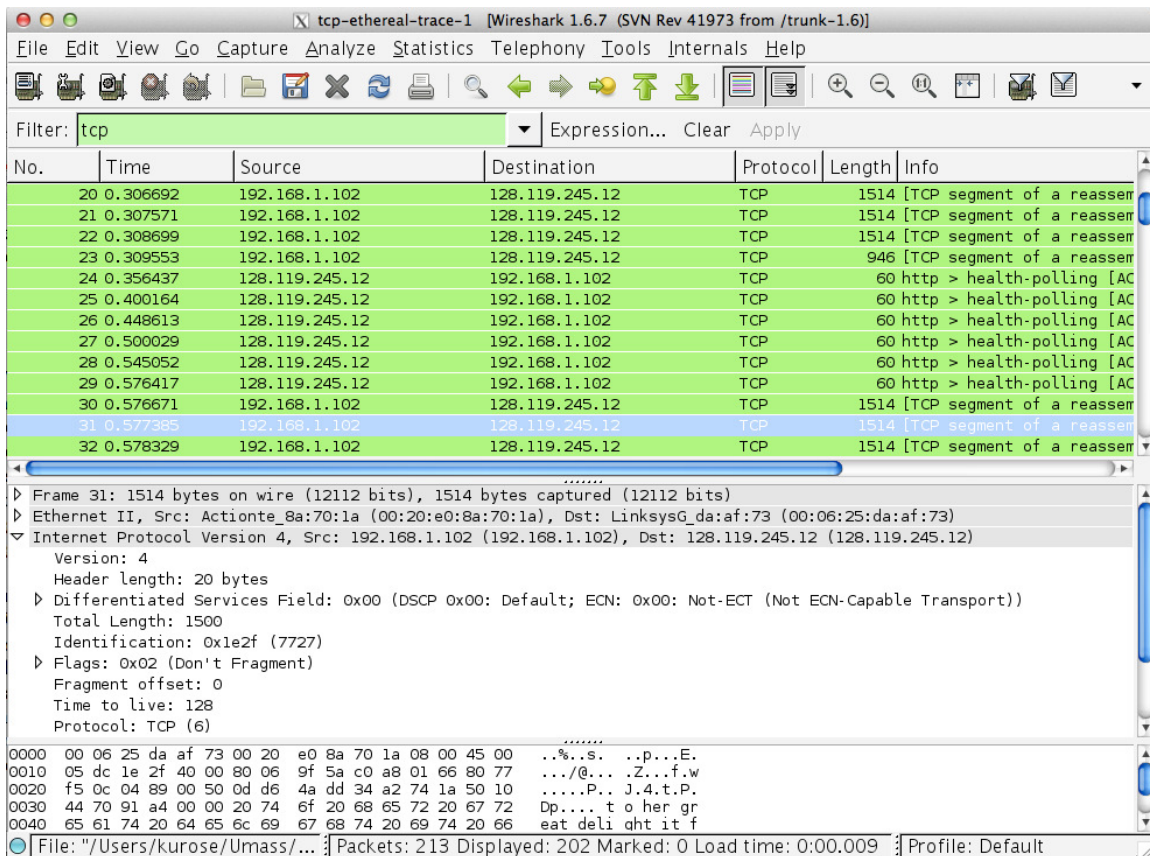 tcp-ethereal-trace-1 [Wireshark 1.6.7 (SVN Rev 41973 from /trunk-1.6)]
File Edit View Go Capture Analyze Statistics Telephony Tools Internals Help
Filter: tcp Expression... Clear Apply
No. Time Source Destination Protocol Length Info
20 0.306692 192.168.1.102 128.119.245.12 TCP 1514 [TCP segment of a reassem
21 0.307571 192.168.1.102 128.119.245.12 TCP 1514 [TCP segment of a reassem
22 0.308699 192.168.1.102 128.119.245.12 TCP 1514 [TCP segment of a reassem
23 0.309553 192.168.1.102 128.119.245.12 TCP 946 [TCP segment of a reassem
24 0.356437 128.119.245.12 192.168.1.102 TCP 60 http > health-polling [AC
25 0.400164 128.119.245.12 192.168.1.102 TCP 60 http > health-polling [AC
26 0.448613 128.119.245.12 192.168.1.102 TCP 60 http > health-polling [AC
27 0.500029 128.119.245.12 192.168.1.102 TCP 60 http > health-polling [AC
28 0.545052 128.119.245.12 192.168.1.102 TCP 60 http > health-polling [AC
29 0.576417 128.119.245.12 192.168.1.102 TCP 60 http > health-polling [AC
30 0.576671 192.168.1.102 128.119.245.12 TCP 1514 [TCP segment of a reassem
31 0.577385 192.168.1.102 128.119.245.12 TCP 1514 [TCP segment of a reassem
32 0.578329 192.168.1.102 128.119.245.12 TCP 1514 [TCP segment of a reassem
Frame 31: 1514 bytes on wire (12112 bits), 1514 bytes captured (12112 bits)
Ethernet II, Src: Actionte_8a:70:1a (00:20:e0:8a:70:1a), Dst: LinksysG_da:af:73 (00:06:25:da:af:73)
Internet Protocol Version 4, Src: 192.168.1.102 (192.168.1.102), Dst: 128.119.245.12 (128.119.245.12)
Version: 4
Header length: 20 bytes
Differentiated Services Field: 0x00 (DSCP 0x00: Default; ECN: 0x00: Not-ECT (Not ECN-Capable Transport))
Total Length: 1500
Identification: 0x1e2f (7727)
Flags: 0x02 (Don't Fragment)
Fragment offset: 0
Time to live: 128
Protocol: TCP (6)
0000 00 06 25 da af 73 00 20 e0 8a 70 1a 08 00 45 00 ..%..s. ..p...E.
0010 05 dc 1e 2f 40 00 80 06 9f 5a c0 a8 01 66 80 77 .../@... .Z...f.w
0020 f5 0c 04 89 00 50 0d d6 4a dd 34 a2 74 1a 50 10 .....P.. J.4.t.P.
0030 44 70 91 a4 00 00 20 74 6f 20 68 65 72 20 67 72 Dp.... t o her gr
0040 65 61 74 20 64 65 6c 69 67 68 74 20 69 74 20 66 eat deli ght it f
File: "/Users/kurose/Umass/... Packets: 213 Displayed: 202 Marked: 0 Load time: 0:00.009 Profile: Default